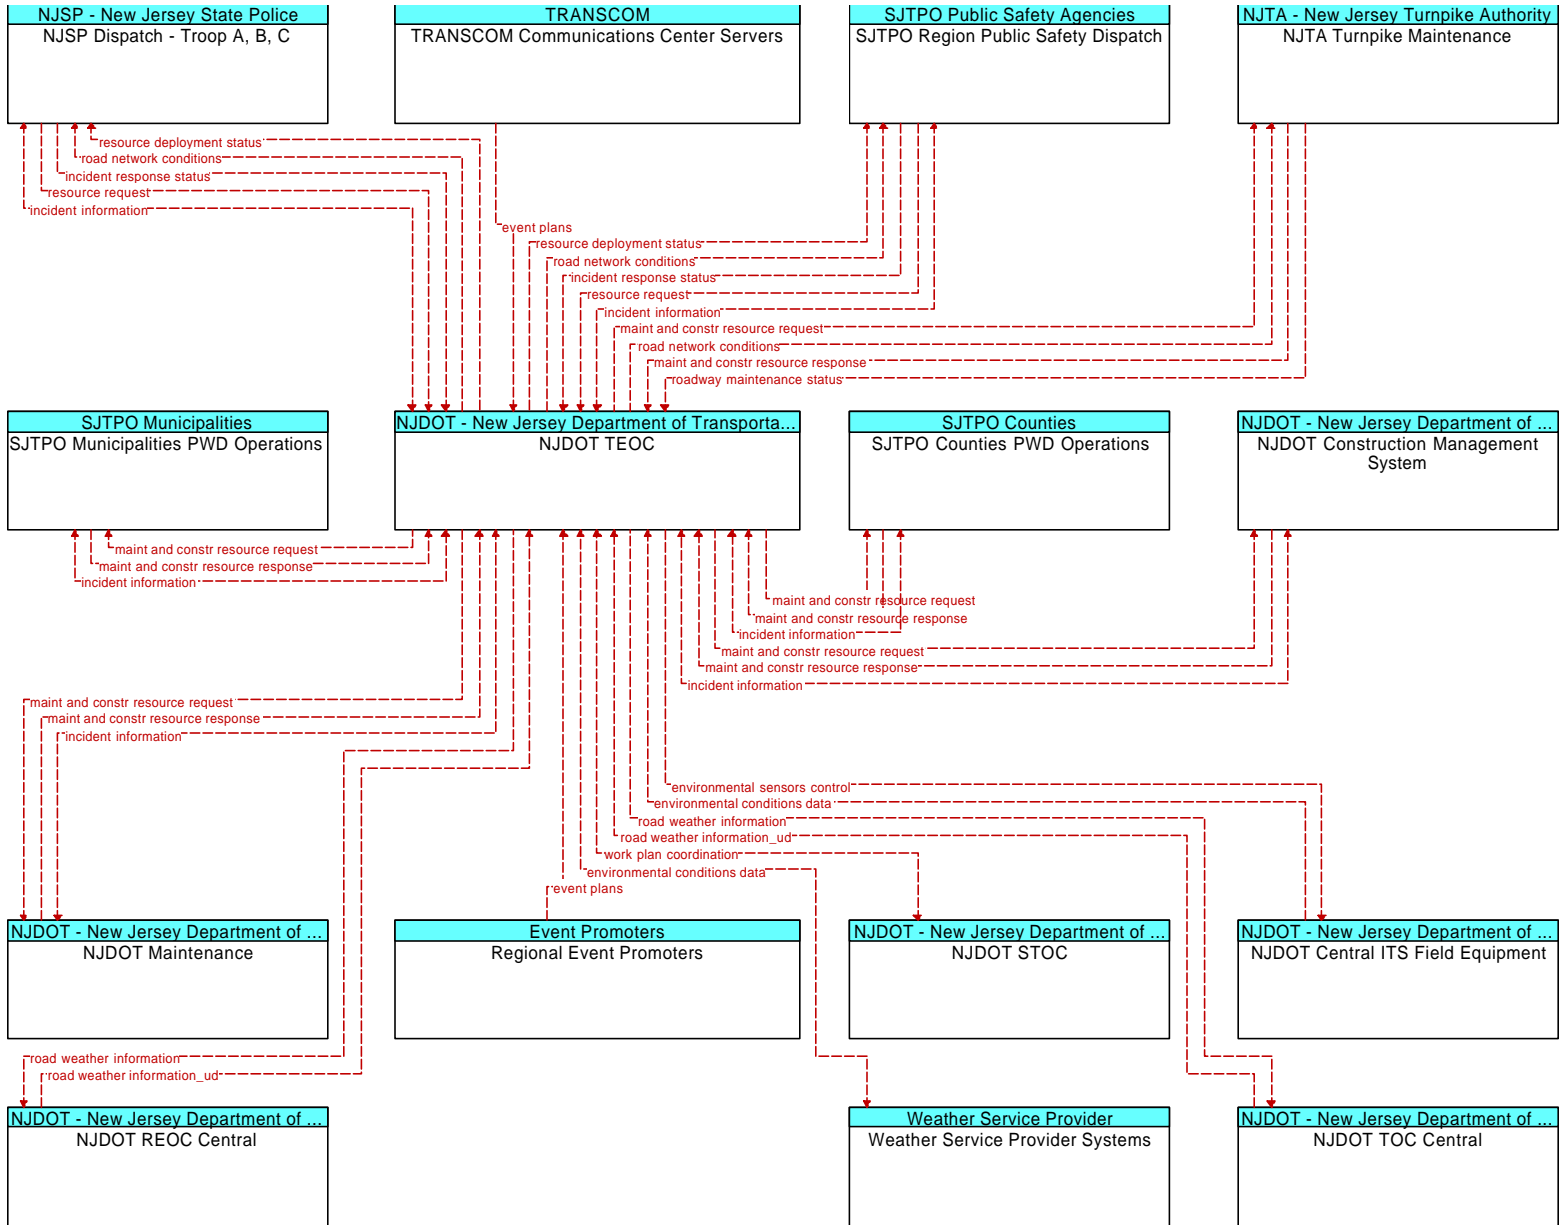 NJSP - New Jersey State Police
NJSP Dispatch - Troop A, B, C
TRANSCOM
TRANSCOM Communications Center Servers
SJTPO Public Safety Agencies
SJTPO Region Public Safety Dispatch
NJTA - New Jersey Turnpike Authority
NJTA Turnpike Maintenance
resource deployment status
road network conditions
incident response status
resource request
incident information
event plans
resource deployment status
road network conditions
incident response status
resource request
incident information
maint and constr resource request
road network conditions
maint and constr resource response
roadway maintenance status
SJTPO Municipalities
SJTPO Municipalities PWD Operations
NJDOT - New Jersey Department of Transporta...
NJDOT TEOC
SJTPO Counties
SJTPO Counties PWD Operations
NJDOT - New Jersey Department of ...
NJDOT Construction Management
System
maint and constr resource request
maint and constr resource response
incident information
maint and constr resource request
maint and constr resource response
incident information
maint and constr resource request
maint and constr resource response
incident information
maint and constr resource request
maint and constr resource response
incident information
environmental sensors control
environmental conditions data
road weather information
road weather information_ud
work plan coordination
environmental conditions data
event plans
NJDOT - New Jersey Department of ...
NJDOT Maintenance
Event Promoters
Regional Event Promoters
NJDOT - New Jersey Department of ...
NJDOT STOC
NJDOT - New Jersey Department of ...
NJDOT Central ITS Field Equipment
road weather information
road weather information_ud
NJDOT - New Jersey Department of ...
NJDOT REOC Central
Weather Service Provider
Weather Service Provider Systems
NJDOT - New Jersey Department of ...
NJDOT TOC Central